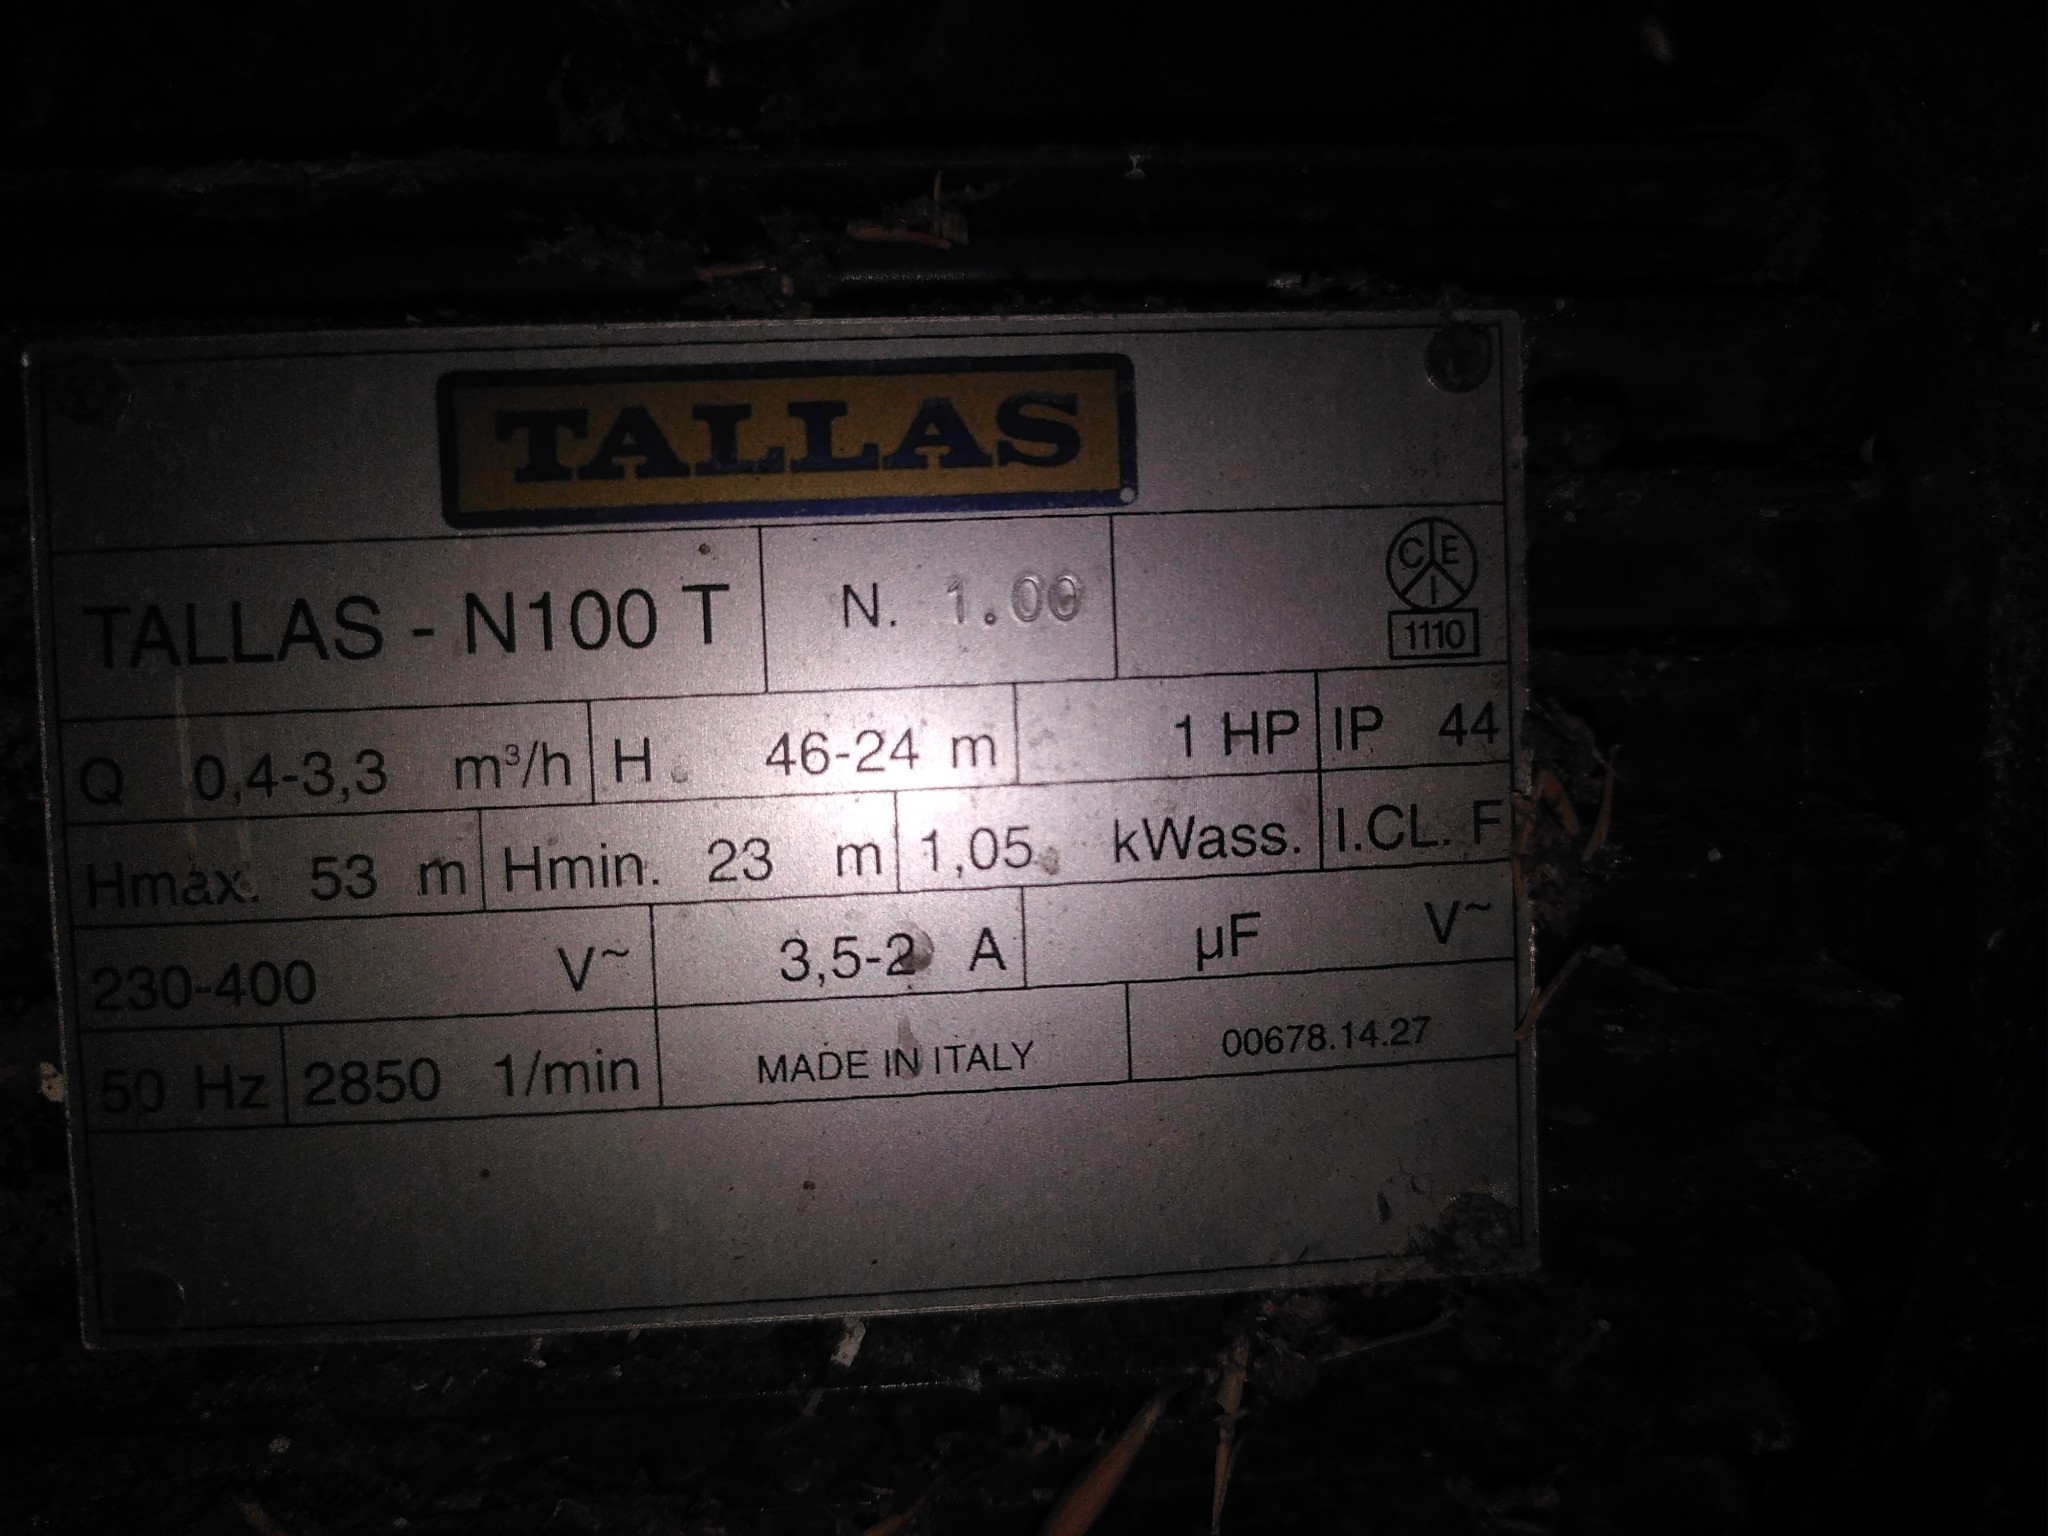 TALLAS
TALLAS - N100 T N. 1.00 CEI
1110
Q 0,4-3,3 m³/h H 46-24 m 1 HP IP 44
Hmax. 53 m Hmin. 23 m 1,05 kWass. I.CL. F
230-400 V~ 3,5-2 A µF V~
50 Hz 2850 1/min MADE IN ITALY 00678.14.27